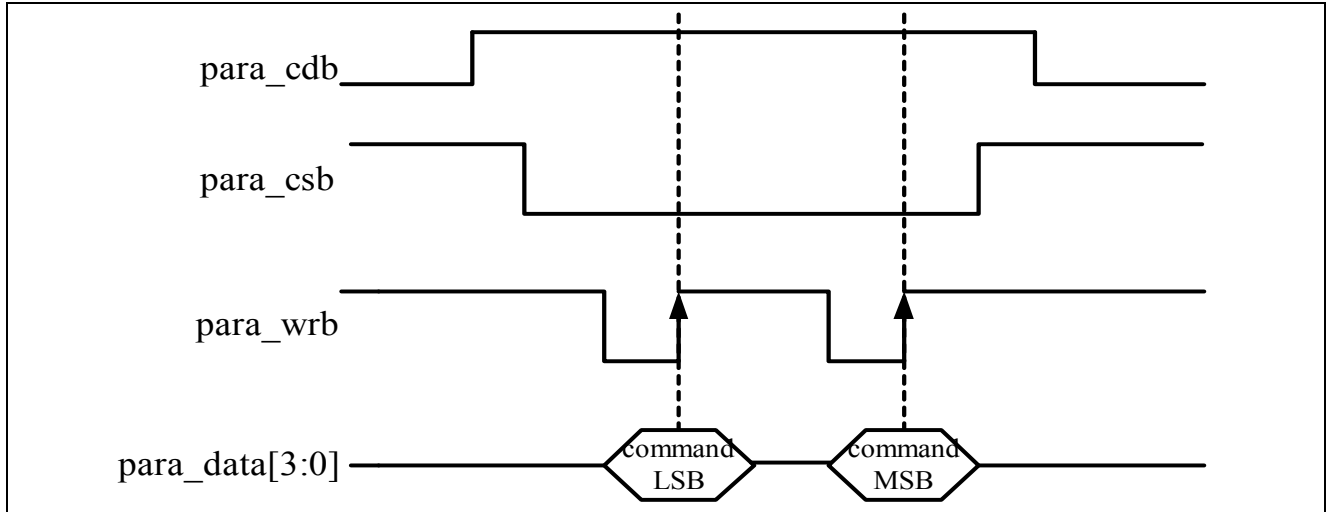 para_cdb
para_csb
para_wrb
para_data[3:0]
command
LSB
command
MSB